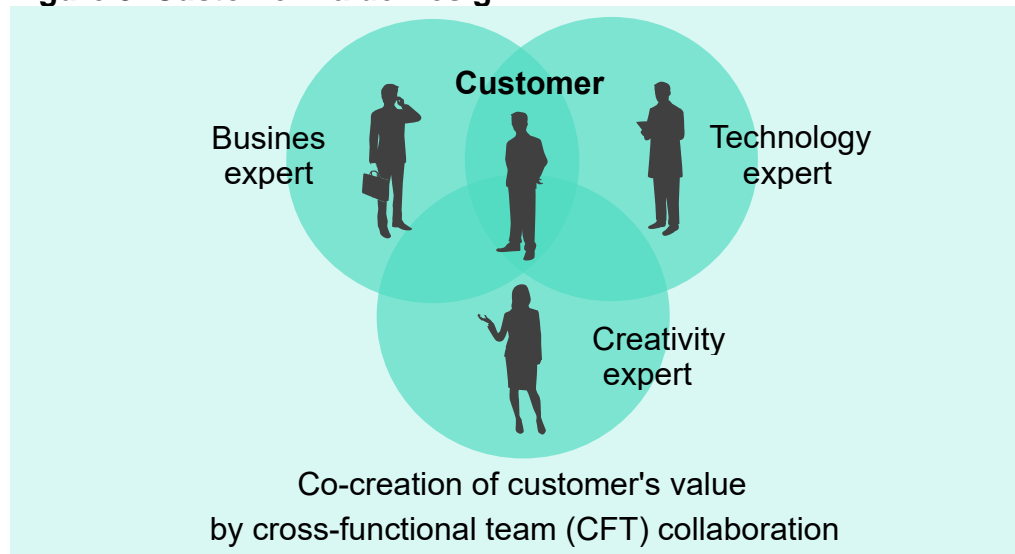 Customer
Busines
expert
Technology
expert
Creativity
expert
Co-creation of customer's value
by cross-functional team (CFT) collaboration